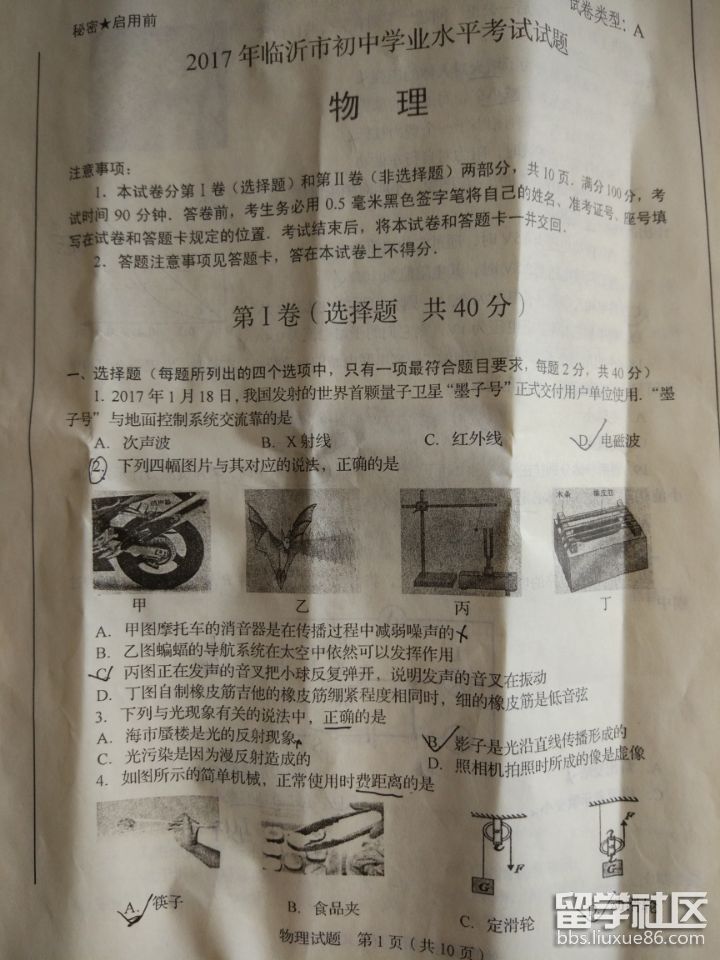 秘密★启用前
试卷类型：A
2017年临沂市初中学业水平考试试题
物 理
注意事项：
1．本试卷分第Ⅰ卷（选择题）和第Ⅱ卷（非选择题）两部分，共10页．满分100分，考
试时间90分钟．答卷前，考生务必用0.5毫米黑色签字笔将自己的姓名、准考证号、座号填
写在试卷和答题卡规定的位置．考试结束后，将本试卷和答题卡一并交回．
2．答题注意事项见答题卡，答在本试卷上不得分．
第Ⅰ卷（选择题 共40分）
一、选择题（每题所列出的四个选项中，只有一项最符合题目要求，每题2分，共40分）
1. 2017年1月18日，我国发射的世界首颗量子卫星“墨子号”正式交付用户单位使用．“墨
子号”与地面控制系统交流靠的是
A．次声波 B．X射线 C．红外线 D．电磁波
2．下列四幅图片与其对应的说法，正确的是
消声器 木条 橡皮筋
甲 乙 丙 丁
A．甲图摩托车的消音器是在传播过程中减弱噪声的
B．乙图蝙蝠的导航系统在太空中依然可以发挥作用
C．丙图正在发声的音叉把小球反复弹开，说明发声的音叉在振动
D．丁图自制橡皮筋吉他的橡皮筋绷紧程度相同时，细的橡皮筋是低音弦
3．下列与光现象有关的说法中，正确的是
A．海市蜃楼是光的反射现象 B．影子是光沿直线传播形成的
C．光污染是因为漫反射造成的 D．照相机拍照时所成的像是虚像
4．如图所示的简单机械，正常使用时费距离的是
F G F G
A．筷子 B．食品夹 C．定滑轮
物理试题 第1页（共10页）
留学社区
bbs.liuxue86.com